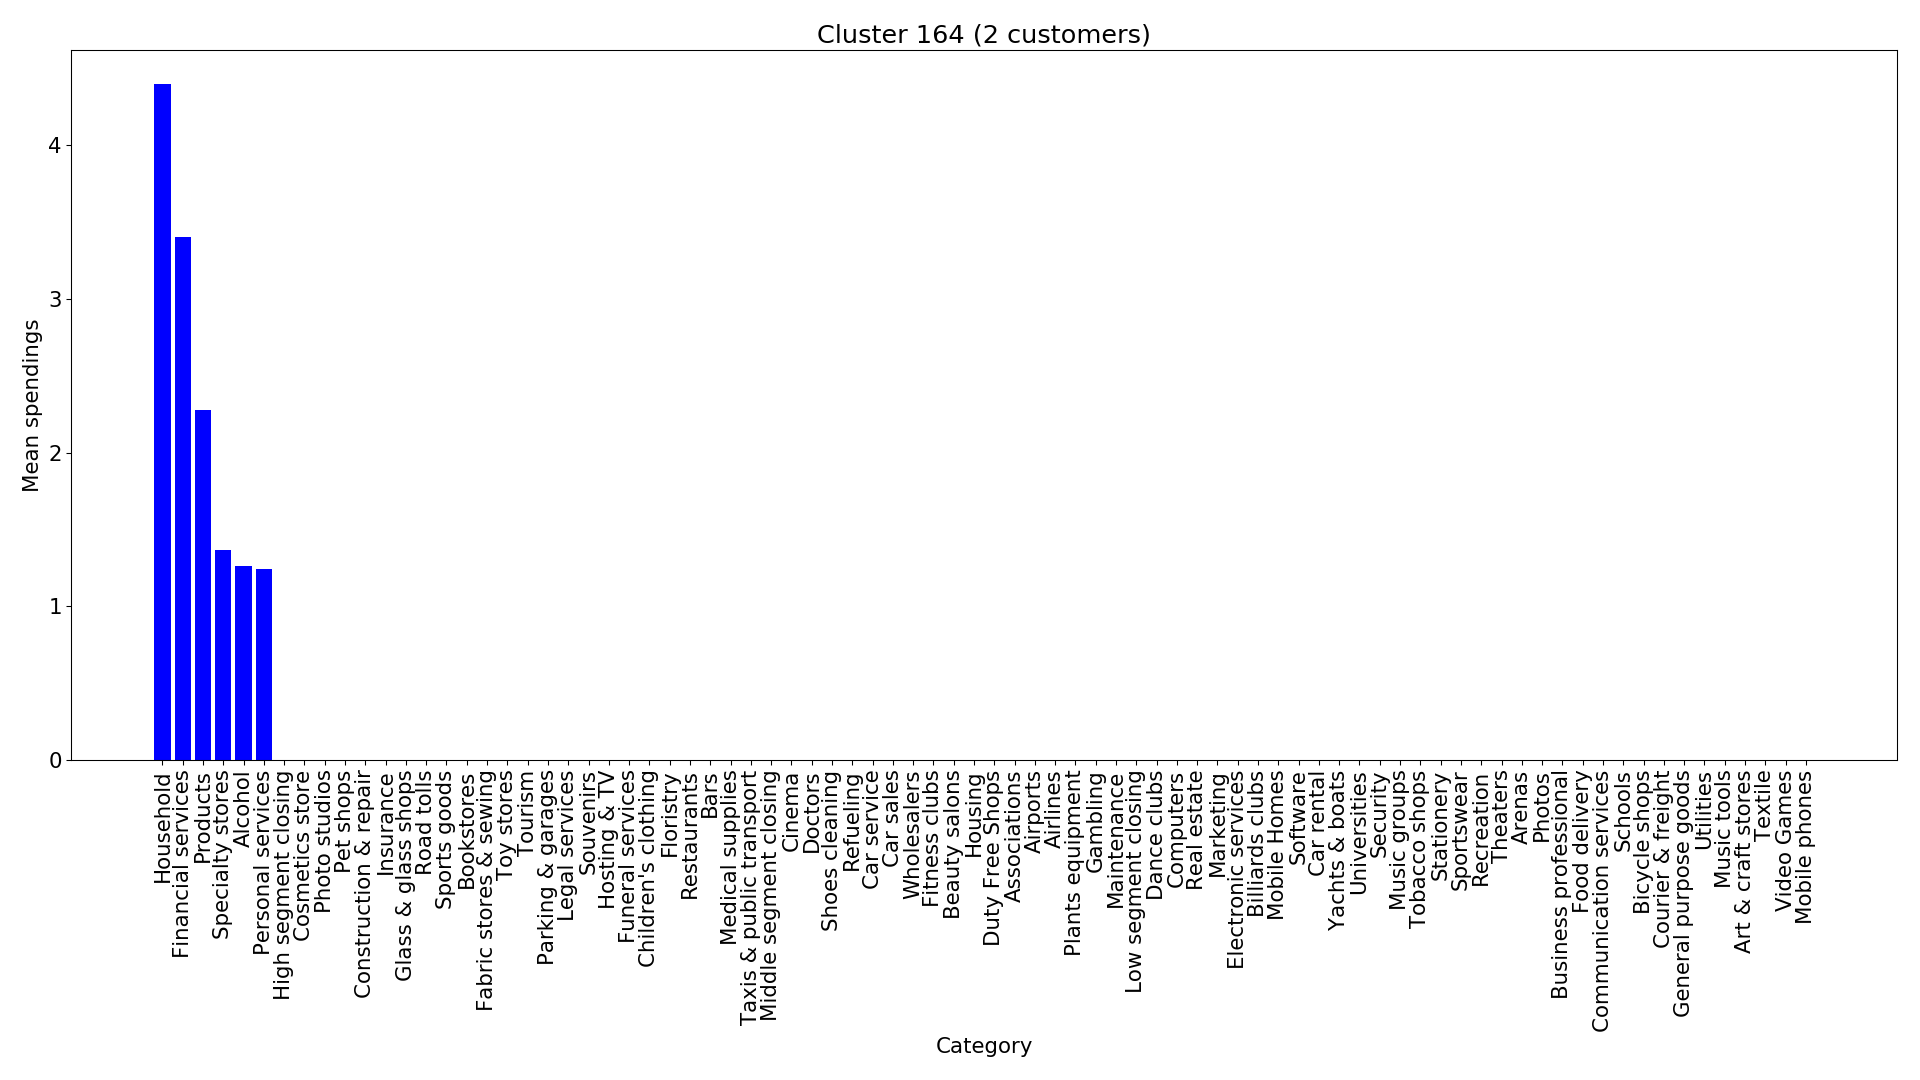 Cluster 164 (2 customers)
Mean spendings
4
3
2
1
0
Household
Financial services
Products
Specialty stores
Alcohol
Personal services
High segment closing
Cosmetics store
Photo studios
Pet shops
Construction & repair
Insurance
Glass & glass shops
Road tolls
Sports goods
Bookstores
Fabric stores & sewing
Toy stores
Tourism
Parking & garages
Legal services
Souvenirs
Hosting & TV
Funeral services
Children's clothing
Floristry
Restaurants
Bars
Medical supplies
Taxis & public transport
Middle segment closing
Cinema
Doctors
Shoes cleaning
Refueling
Car service
Car sales
Wholesalers
Fitness clubs
Beauty salons
Housing
Duty Free Shops
Associations
Airports
Airlines
Plants equipment
Gambling
Maintenance
Low segment closing
Dance clubs
Computers
Real estate
Marketing
Electronic services
Billiards clubs
Mobile Homes
Software
Car rental
Yachts & boats
Universities
Security
Music groups
Tobacco shops
Stationery
Sportswear
Recreation
Theaters
Arenas
Photos
Business professional
Food delivery
Communication services
Schools
Bicycle shops
Courier & freight
General purpose goods
Utilities
Music tools
Art & craft stores
Textile
Video Games
Mobile phones
Category